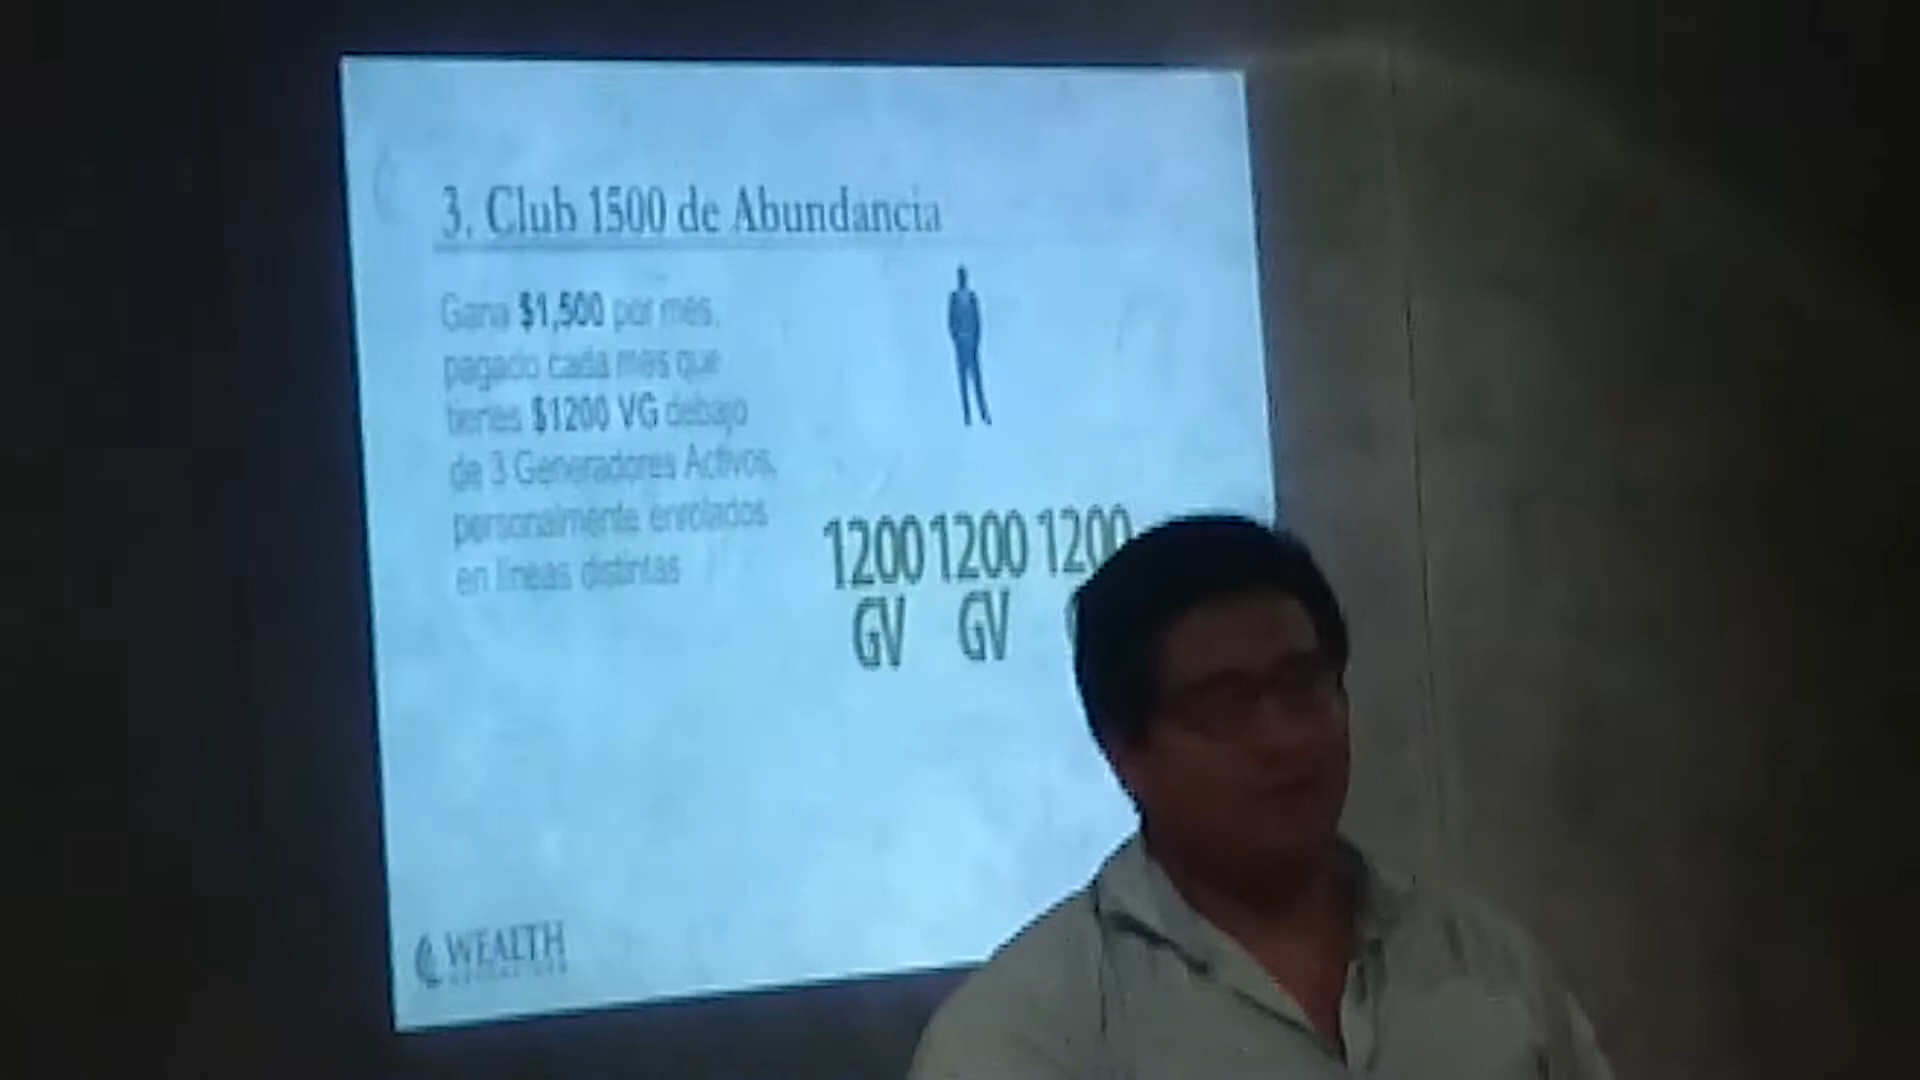 3. Club 1500 de Abundancia
Gana $1,500 por mes,
pagado cada mes que
tienes $1200 VG debajo
de 3 Generadores Activos,
personalmente enrolados
en líneas distintas
1200 1200 1200
GV GV
WEALTH